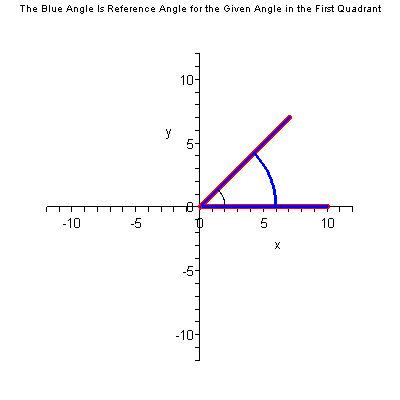 The Blue Angle Is Reference Angle for the Given Angle in the First Quadrant
10
y
5
-10 -5 0 0 5 10
x
-5
-10